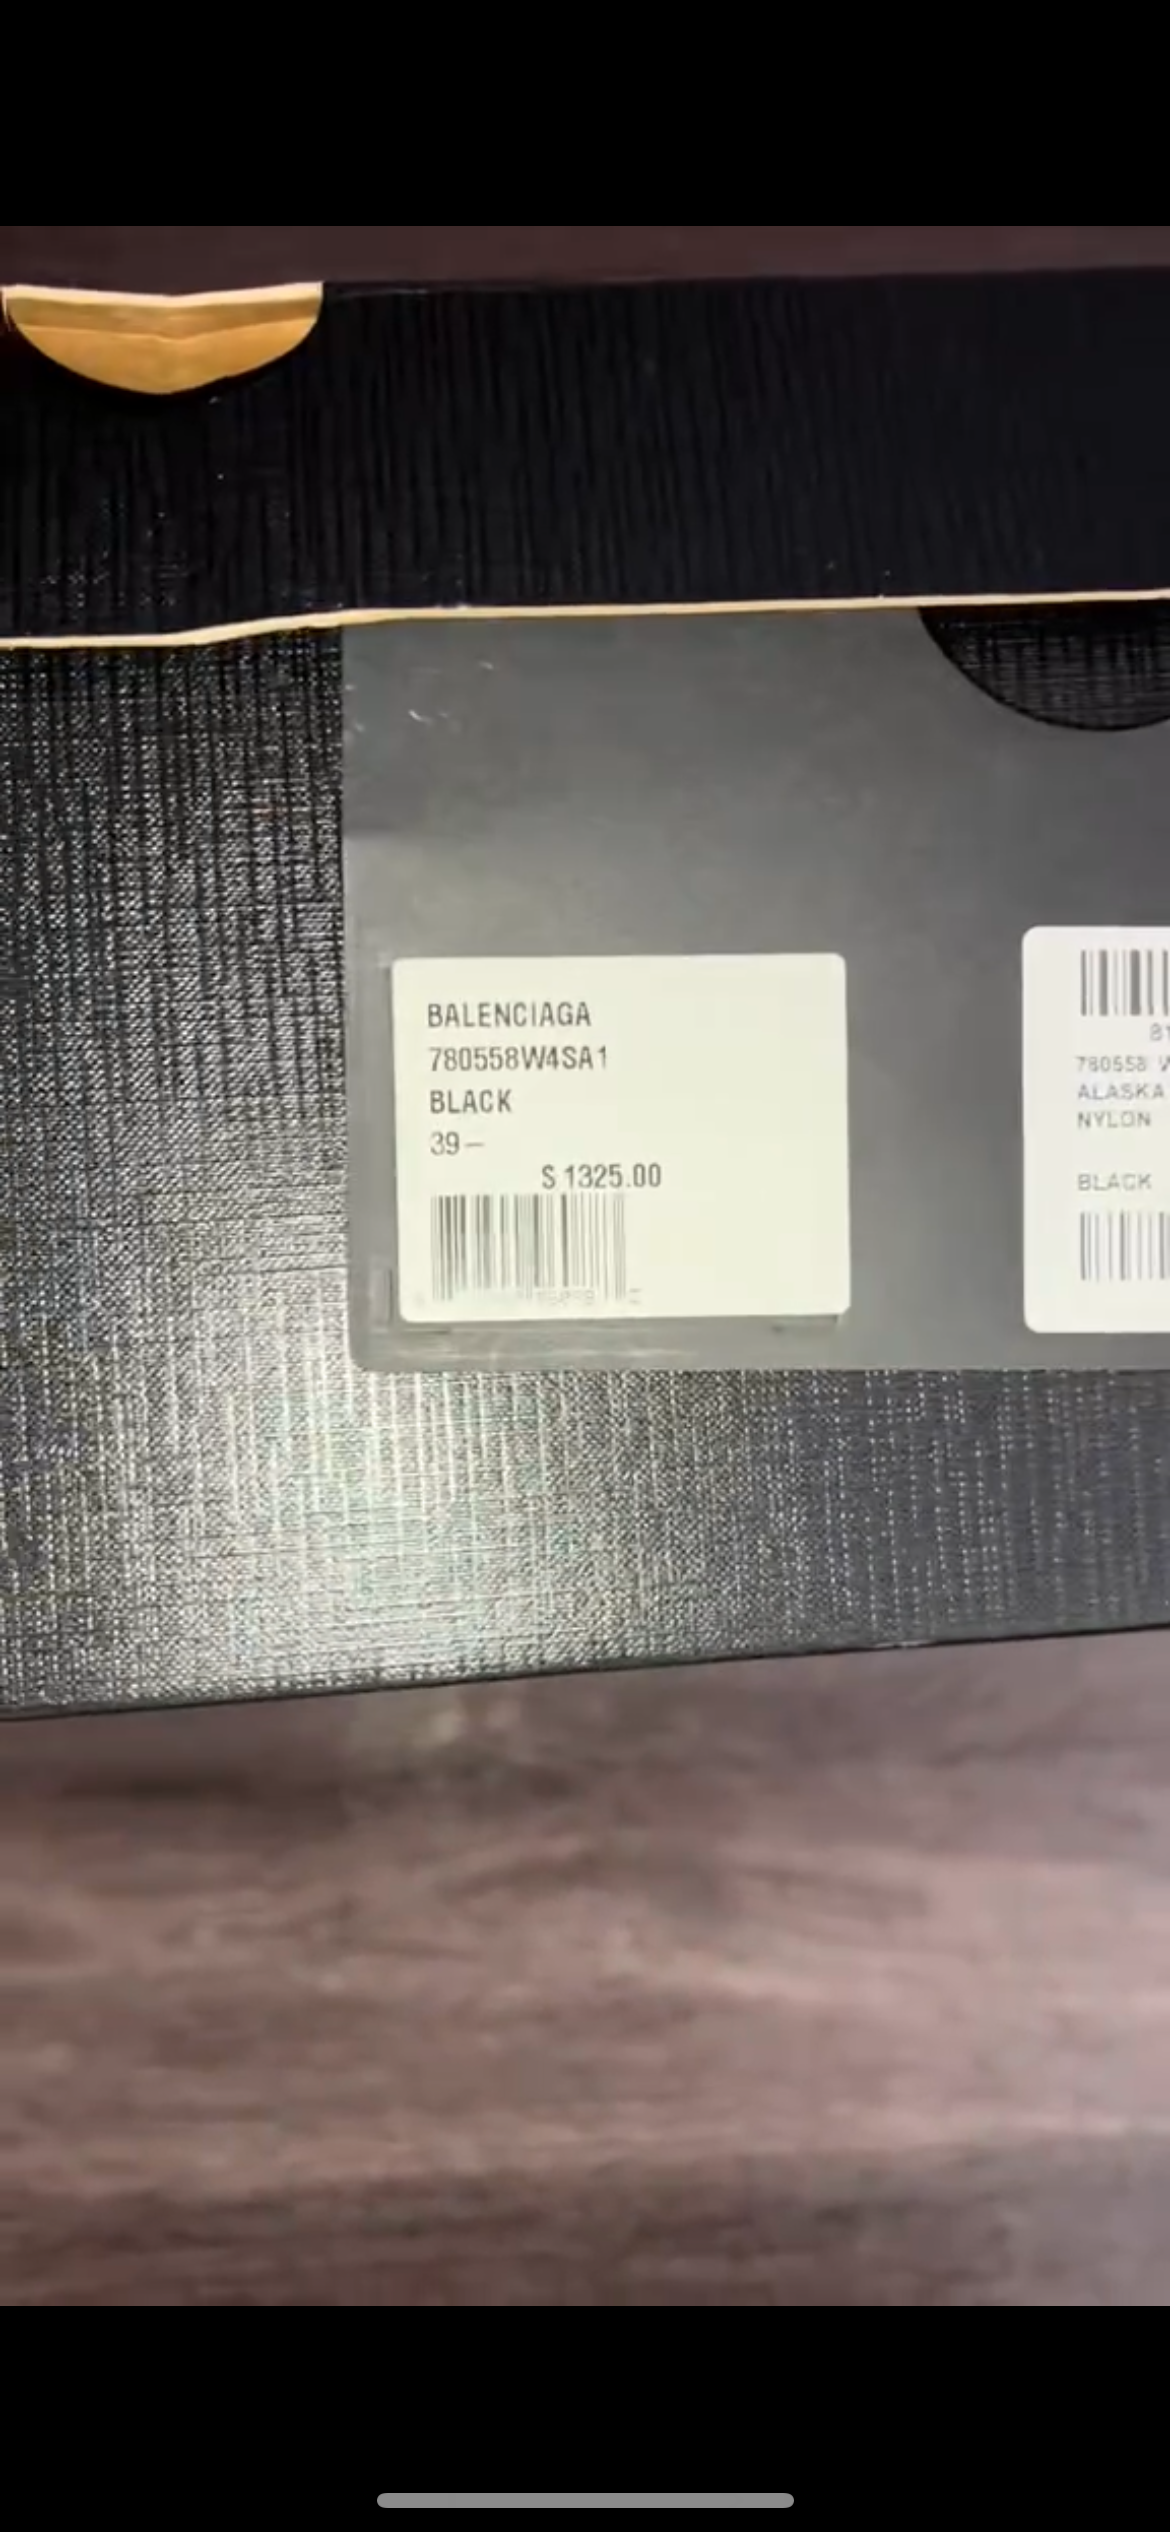 BALENCIAGA
780558W4SA1
BLACK
39–
$ 1325.00
780558
ALASKA
NYLON
BLACK